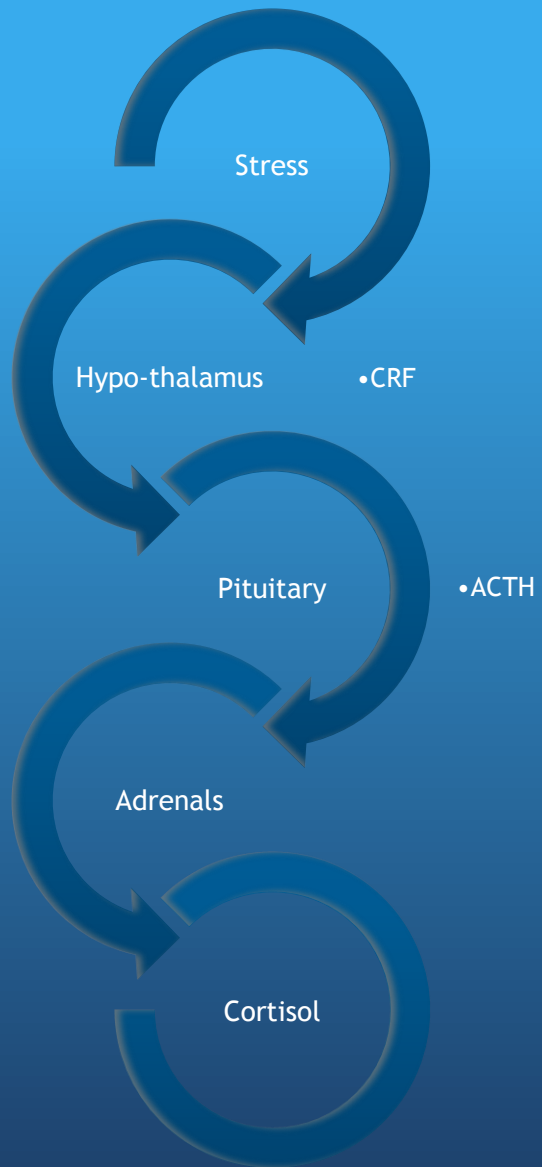 Stress
Hypo-thalamus •CRF
Pituitary •ACTH
Adrenals
Cortisol